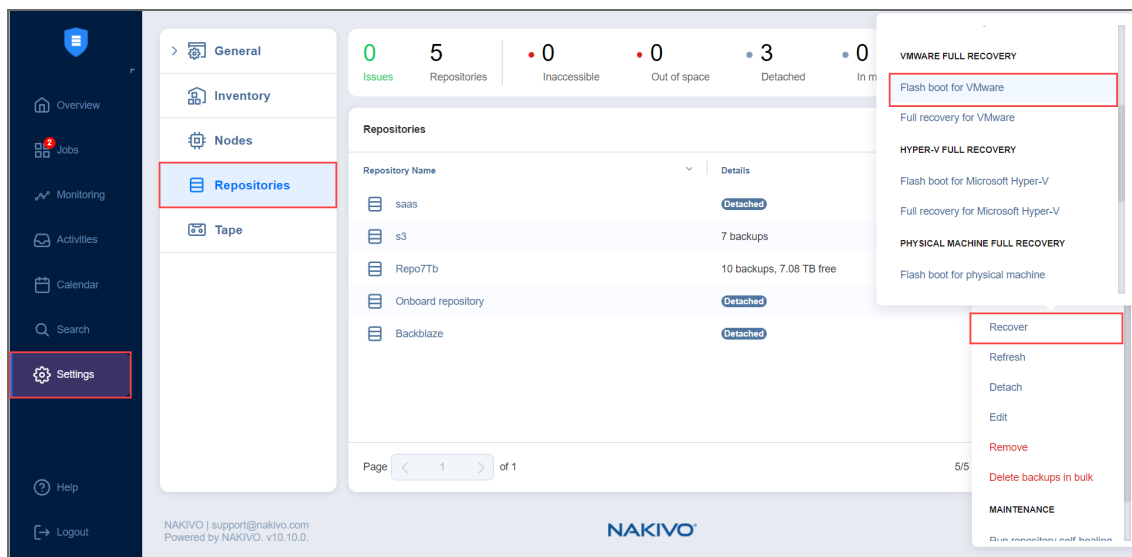 Overview
2
Jobs
Monitoring
Activities
Calendar
Search
Settings
Help
Logout
General
Inventory
Nodes
Repositories
Tape
0
Issues
5
Repositories
0
Inaccessible
0
Out of space
3
Detached
0
In m
Repositories
Repository Name
Details
saas
Detached
s3
7 backups
Repo7Tb
10 backups, 7.08 TB free
Onboard repository
Detached
Backblaze
Detached
Page
1
of 1
5/5
VMWARE FULL RECOVERY
Flash boot for VMware
Full recovery for VMware
HYPER-V FULL RECOVERY
Flash boot for Microsoft Hyper-V
Full recovery for Microsoft Hyper-V
PHYSICAL MACHINE FULL RECOVERY
Flash boot for physical machine
Recover
Refresh
Detach
Edit
Remove
Delete backups in bulk
MAINTENANCE
Run repository self-healing
NAKIVO | support@nakivo.com
Powered by NAKIVO. v10.10.0.
NAKIVO®